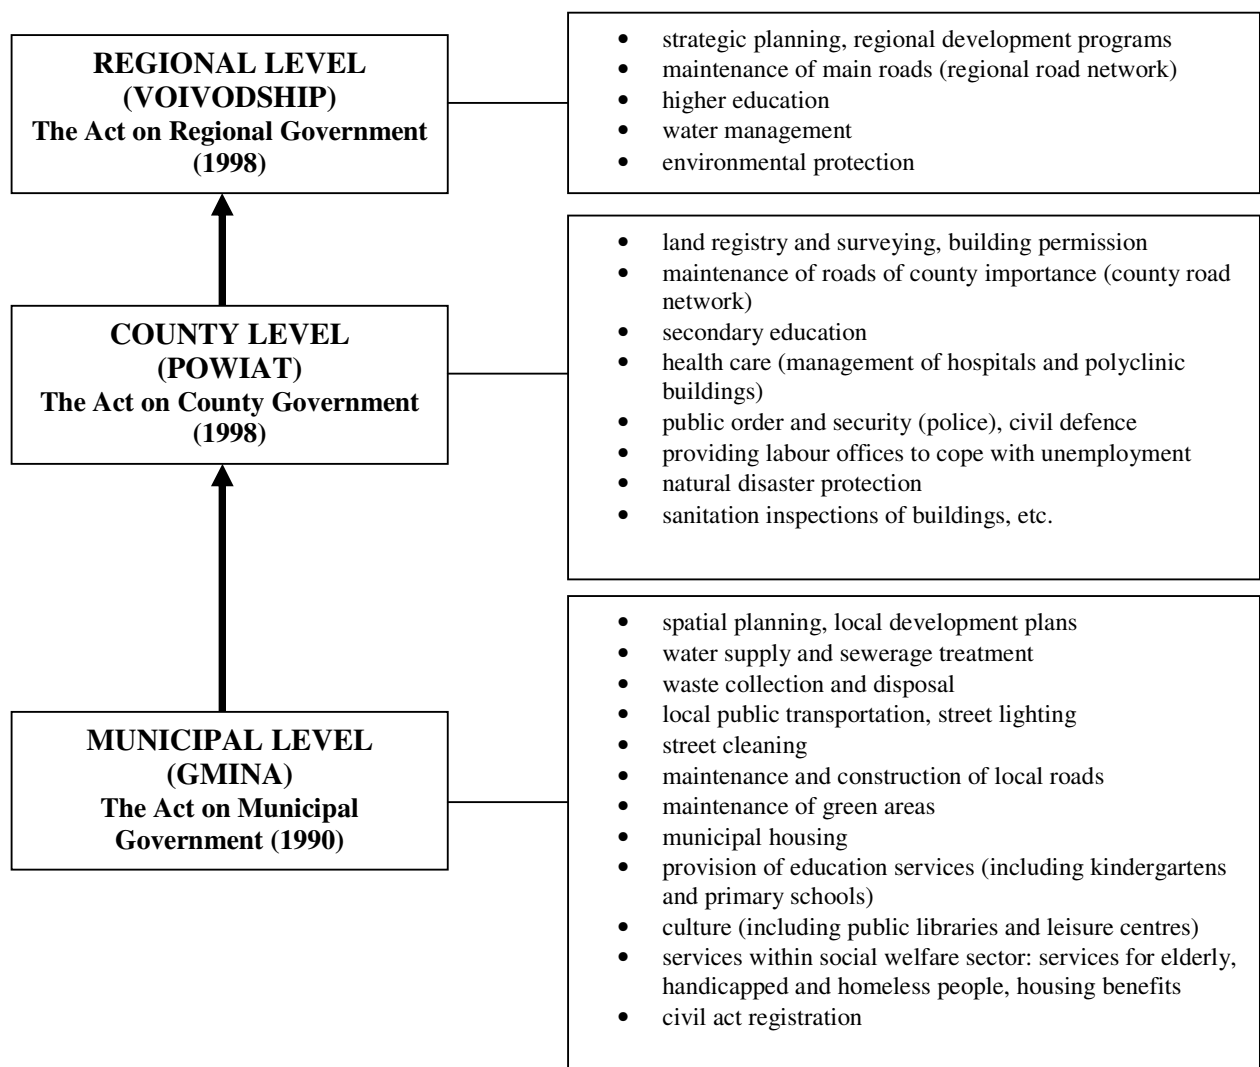 REGIONAL LEVEL
(VOIVODSHIP)
The Act on Regional Government
(1998)
• strategic planning, regional development programs
• maintenance of main roads (regional road network)
• higher education
• water management
• environmental protection
COUNTY LEVEL
(POWIAT)
The Act on County Government
(1998)
• land registry and surveying, building permission
• maintenance of roads of county importance (county road
network)
• secondary education
• health care (management of hospitals and polyclinic
buildings)
• public order and security (police), civil defence
• providing labour offices to cope with unemployment
• natural disaster protection
• sanitation inspections of buildings, etc.
MUNICIPAL LEVEL
(GMINA)
The Act on Municipal
Government (1990)
• spatial planning, local development plans
• water supply and sewerage treatment
• waste collection and disposal
• local public transportation, street lighting
• street cleaning
• maintenance and construction of local roads
• maintenance of green areas
• municipal housing
• provision of education services (including kindergartens
and primary schools)
• culture (including public libraries and leisure centres)
• services within social welfare sector: services for elderly,
handicapped and homeless people, housing benefits
• civil act registration